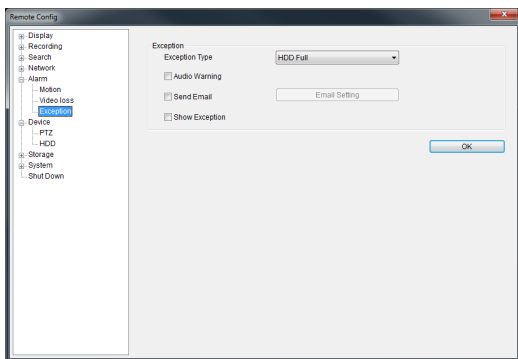 Remote Config
Display
Recording
Search
Network
Alarm
Motion
Video loss
Exception
Device
PTZ
HDD
Storage
System
Shut Down
Exception
Exception Type
HDD Full
Audio Warning
Send Email
Email Setting
Show Exception
OK